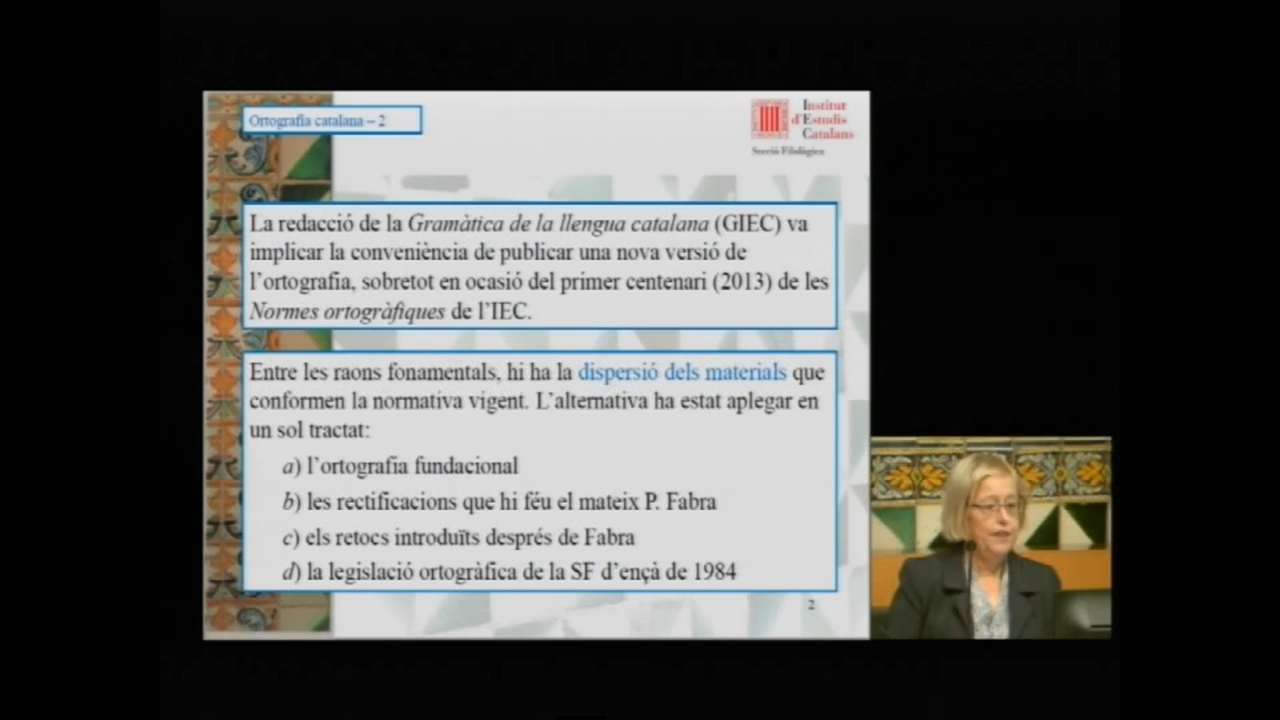 Ortografia catalana – 2
Institut
d'Estudis
Catalans
Secció Filològica
La redacció de la Gramàtica de la llengua catalana (GIEC) va
implicar la conveniència de publicar una nova versió de
l’ortografia, sobretot en ocasió del primer centenari (2013) de les
Normes ortogràfiques de l’IEC.
Entre les raons fonamentals, hi ha la dispersió dels materials que
conformen la normativa vigent. L’alternativa ha estat aplegar en
un sol tractat:
a) l’ortografia fundacional
b) les rectificacions que hi féu el mateix P. Fabra
c) els retocs introduïts després de Fabra
d) la legislació ortogràfica de la SF d’ençà de 1984
2